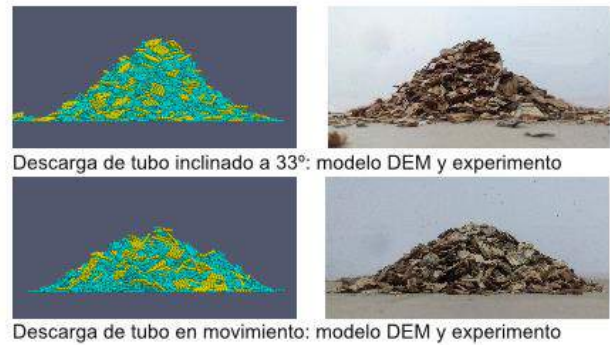 Descarga de tubo inclinado a 33º: modelo DEM y experimento
Descarga de tubo en movimiento: modelo DEM y experimento